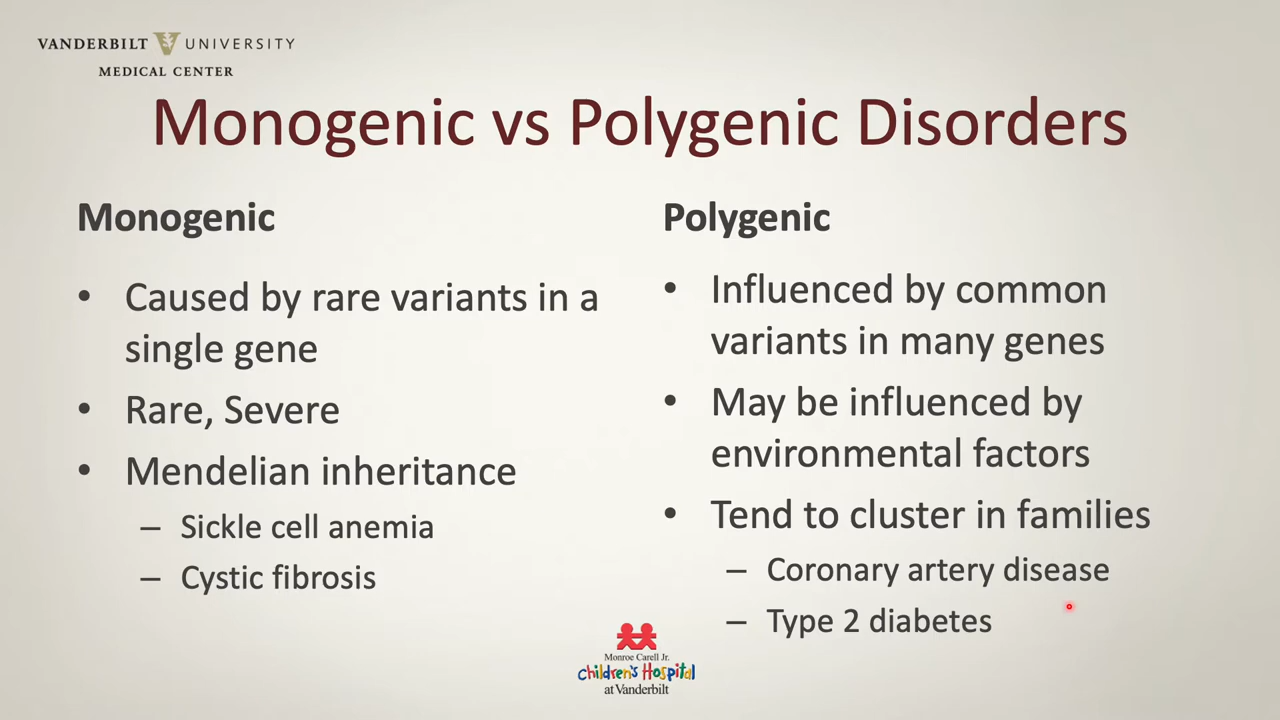 VANDERBILT UNIVERSITY
MEDICAL CENTER
Monogenic vs Polygenic Disorders
Monogenic
• Caused by rare variants in a
single gene
• Rare, Severe
• Mendelian inheritance
– Sickle cell anemia
– Cystic fibrosis
Polygenic
• Influenced by common
variants in many genes
• May be influenced by
environmental factors
• Tend to cluster in families
– Coronary artery disease
– Type 2 diabetes
Monroe Carell Jr.
Children's Hospital
at Vanderbilt